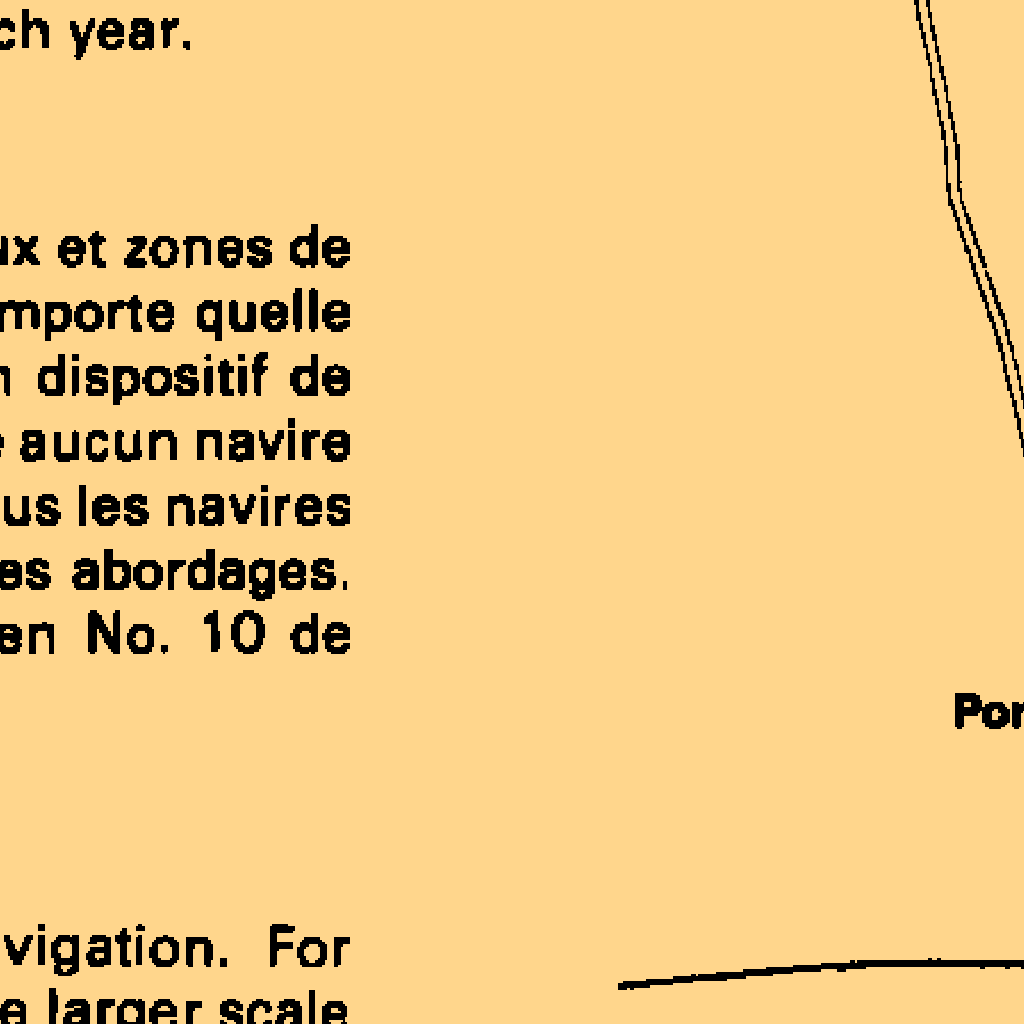 ch year.
ux et zones de
mporte quelle
n dispositif de
e aucun navire
us les navires
es abordages.
en No. 10 de
Por
vigation. For
e larger scale